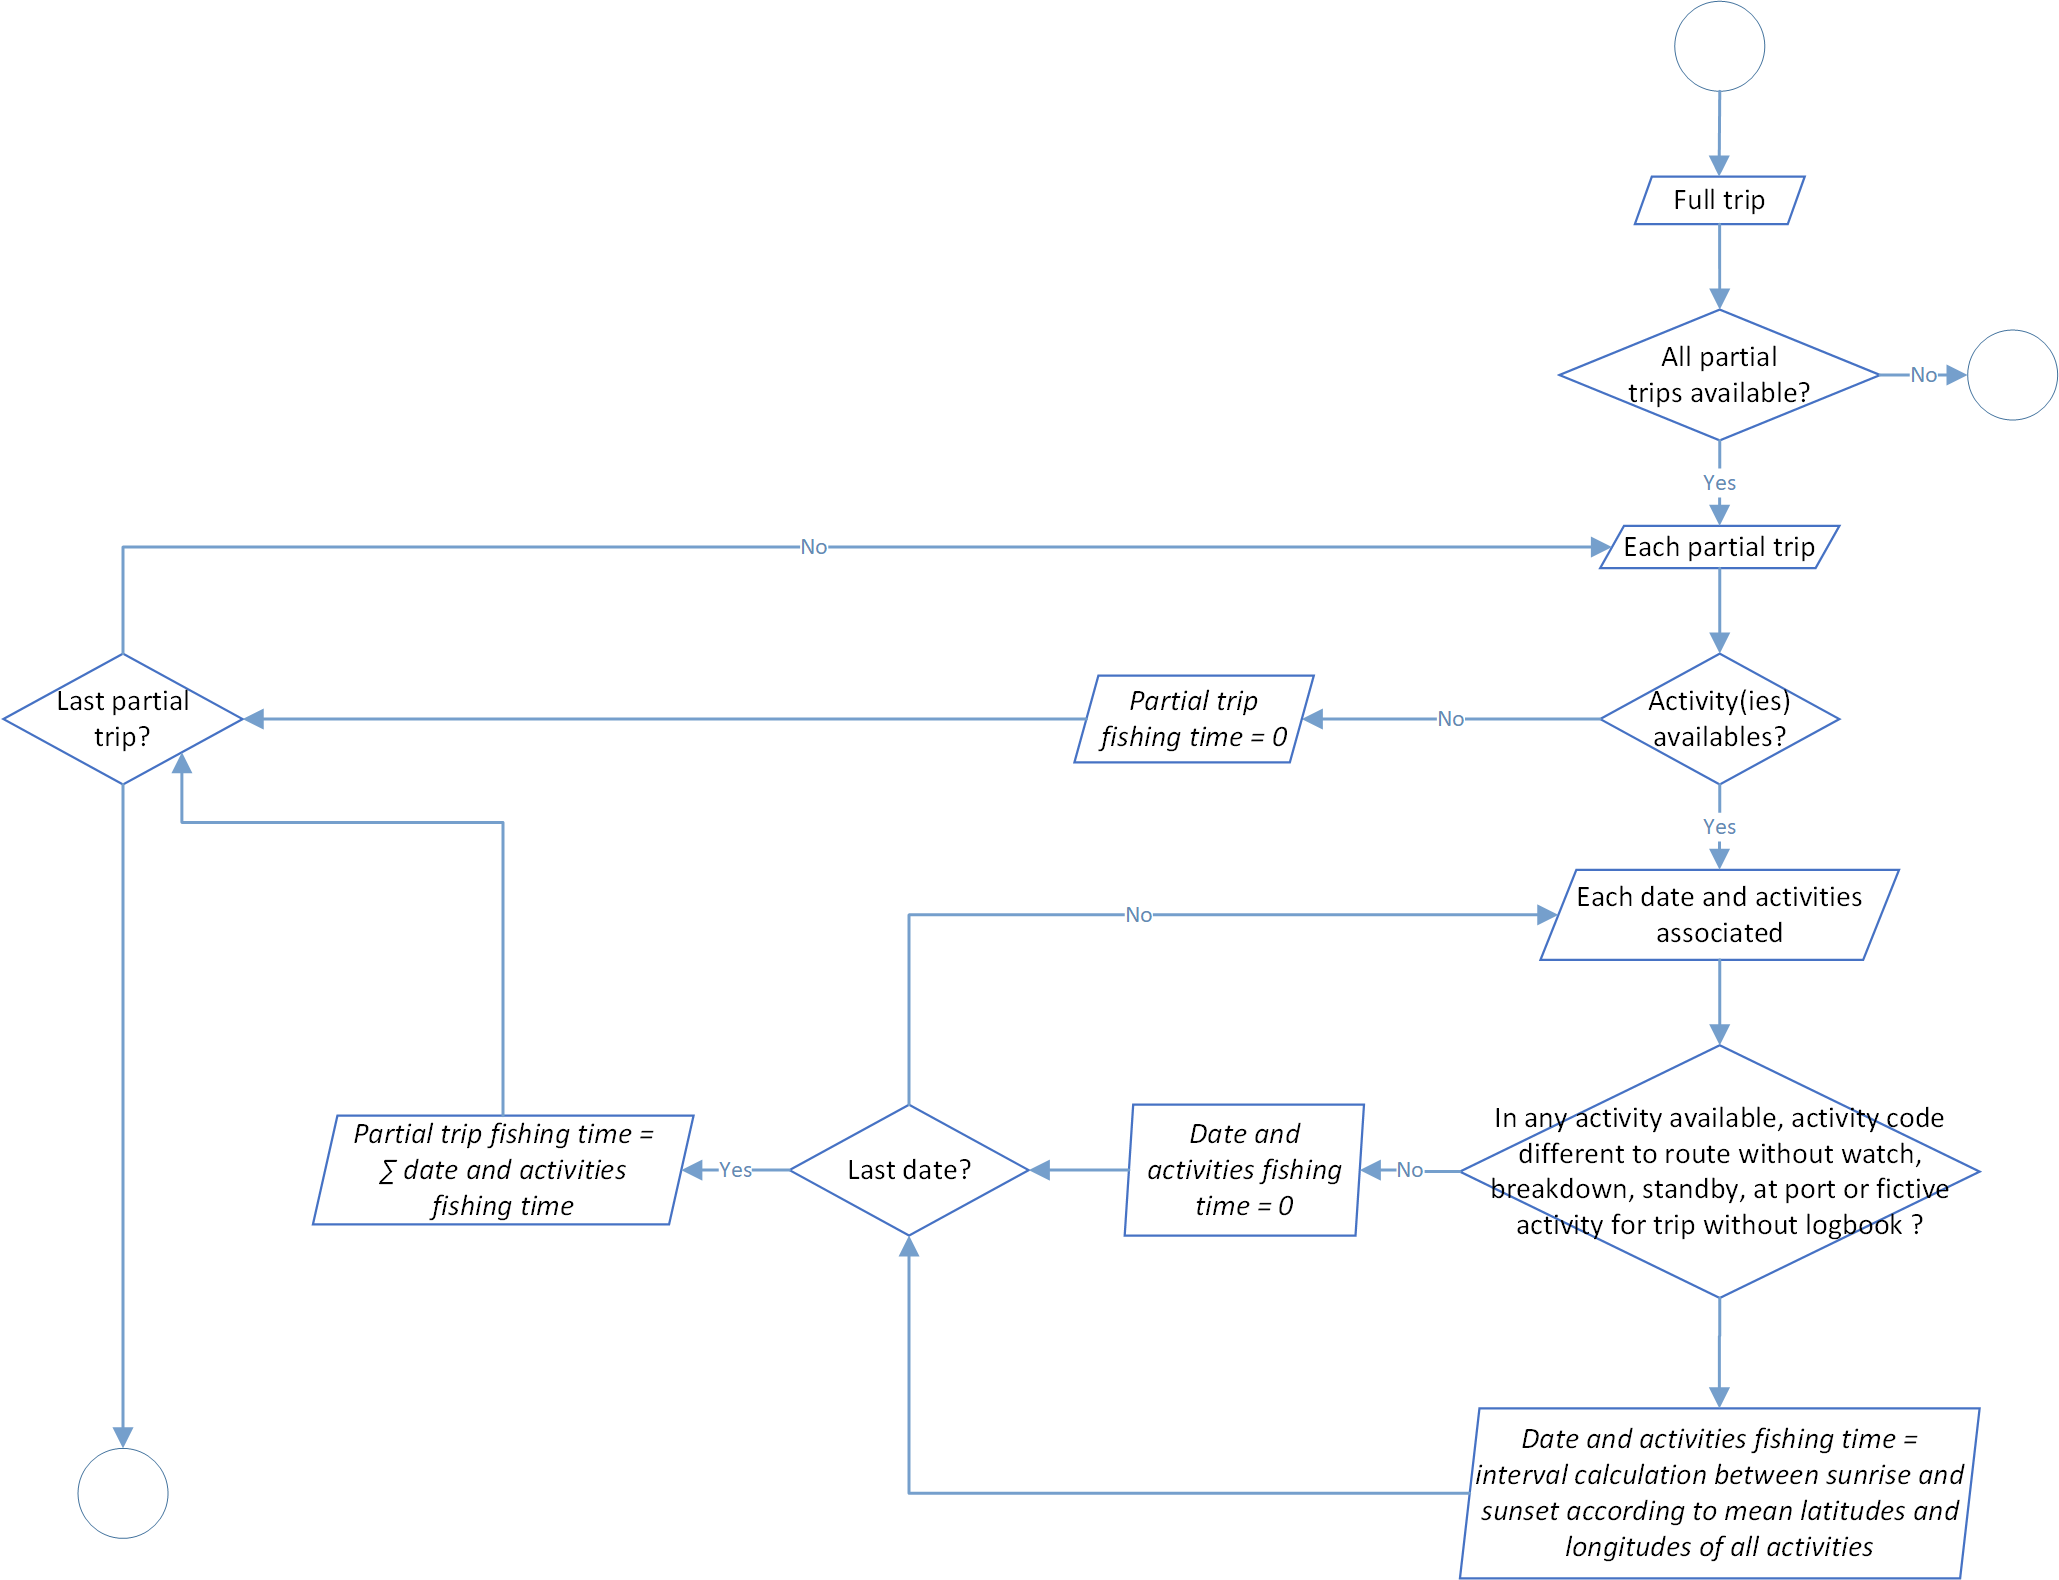 Full trip
All partial
trips available?
No
Yes
No
Each partial trip
Last partial
trip?
Partial trip
fishing time = 0
No
Activity(ies)
availables?
Yes
Each date and activities
associated
No
In any activity available, activity code
different to route without watch,
breakdown, standby, at port or fictive
activity for trip without logbook ?
No
Date and
activities fishing
time = 0
Last date?
Yes
Partial trip fishing time =
∑ date and activities
fishing time
Date and activities fishing time =
interval calculation between sunrise and
sunset according to mean latitudes and
longitudes of all activities